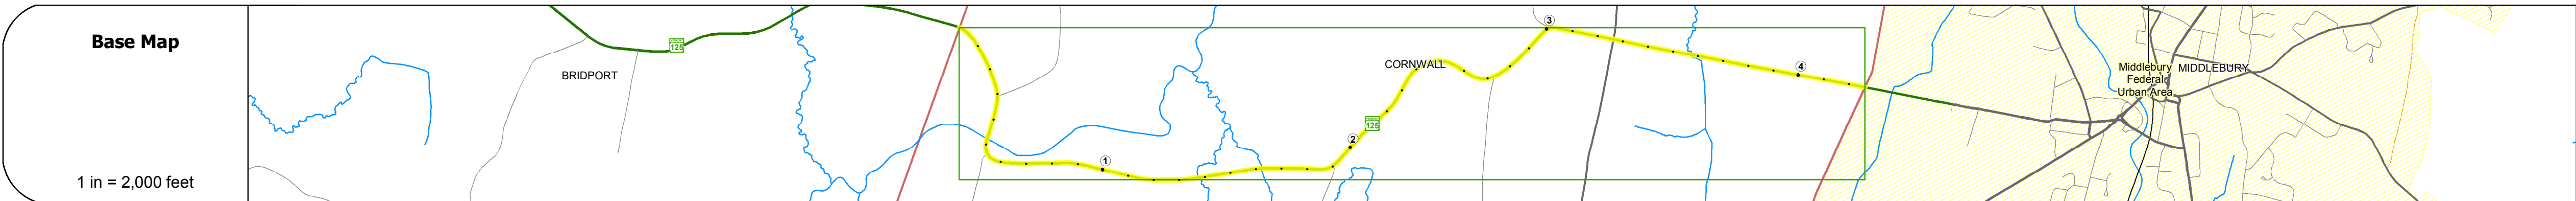 Base Map
1 in = 2,000 feet
125
BRIDPORT
1
2
125
CORNWALL
3
4
Middlebury
Federal
Urban Area
MIDDLEBURY